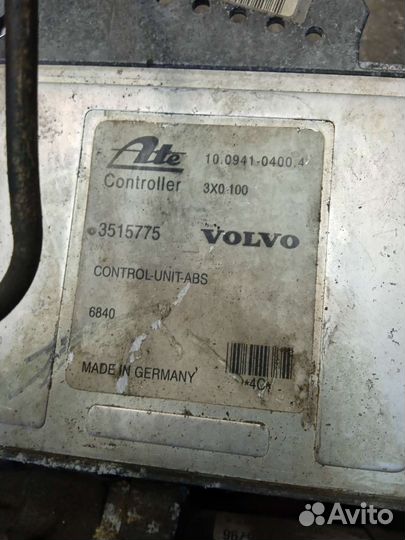 Ate 10.0941-0400.4
Controller 3X0 100
3515775 VOLVO
CONTROL-UNIT-ABS
6840
MADE IN GERMANY
*4C*
Avito